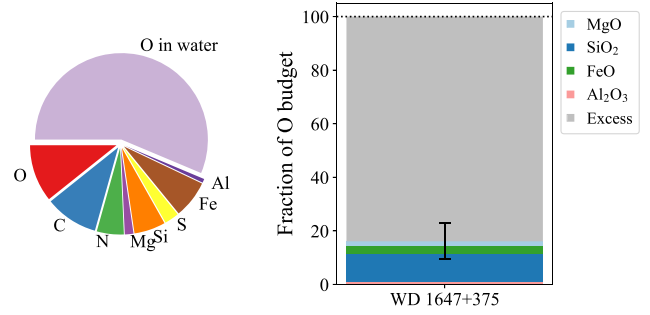 O in water
O
C
N
Mg
Si
S
Fe
Al
Fraction of O budget
100
80
60
40
20
0
WD 1647+375
MgO
SiO₂
FeO
Al₂O₃
Excess